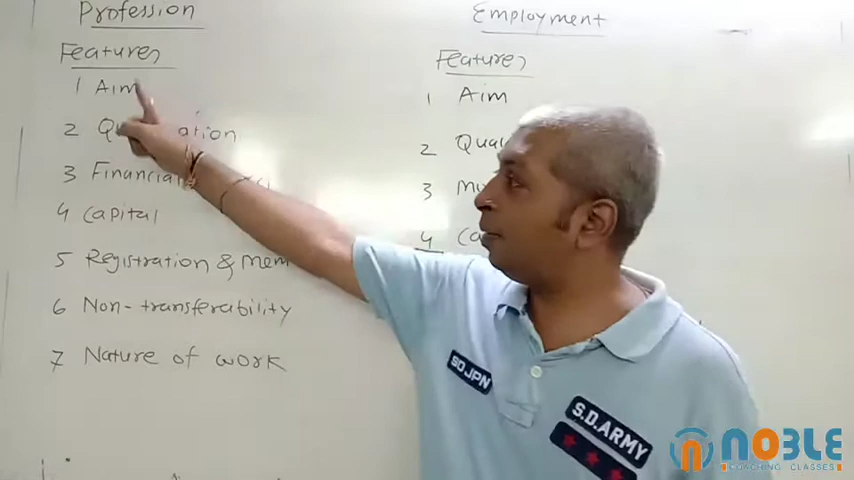 Profession
Features
1 Aim
2 Qu ation
3 Financial
4 Capital
5 Registration & Mem
6 Non-transferability
7 Nature of work
Employment
Features
1 Aim
2 Qual
3
4 Ca
SDJPN
S.D.ARMY
NOBLE
COACHING CLASSES